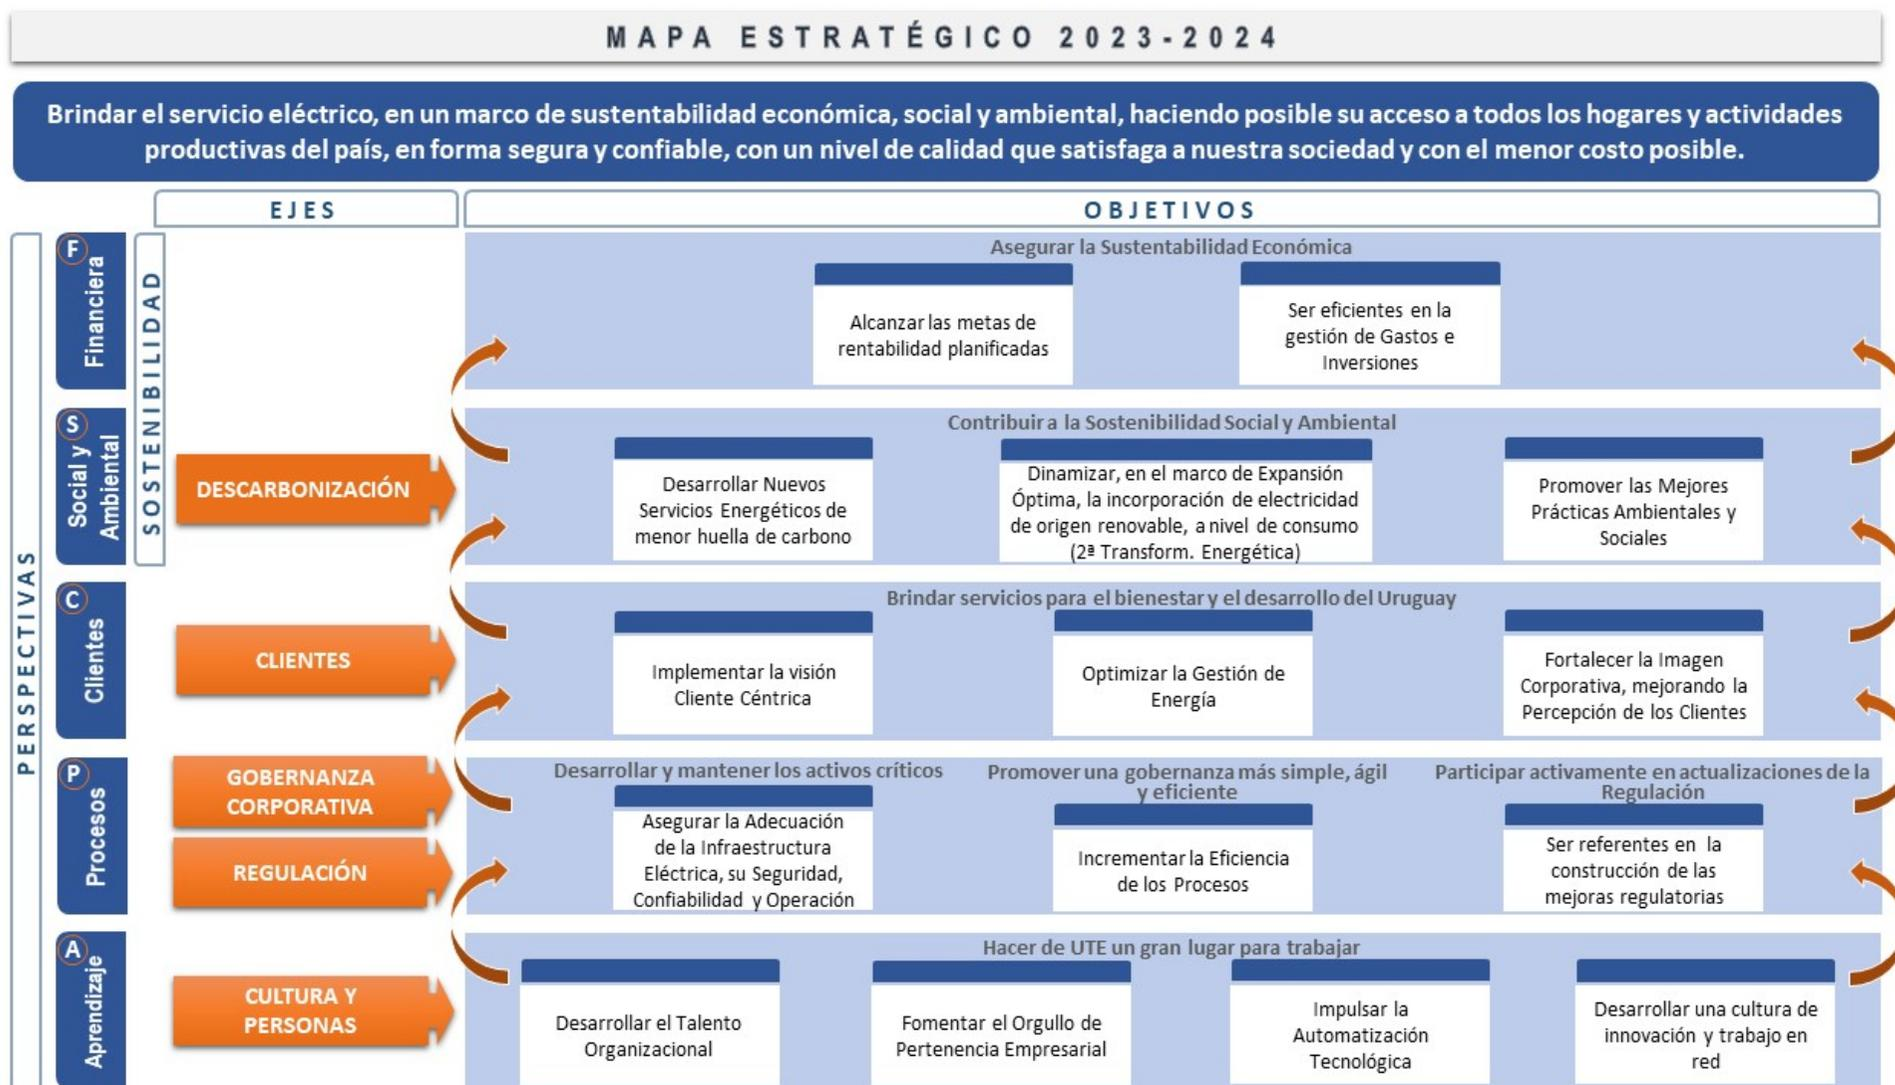 MAPA ESTRATÉGICO 2023-2024
Brindar el servicio eléctrico, en un marco de sustentabilidad económica, social y ambiental, haciendo posible su acceso a todos los hogares y actividades
productivas del país, en forma segura y confiable, con un nivel de calidad que satisfaga a nuestra sociedad y con el menor costo posible.
EJES
OBJETIVOS
PERSPECTIVAS
SOSTENIBILIDAD
F
Financiera
Asegurar la Sustentabilidad Económica
Alcanzar las metas de
rentabilidad planificadas
Ser eficientes en la
gestión de Gastos e
Inversiones
S
Social y
Ambiental
DESCARBONIZACIÓN
Contribuir a la Sostenibilidad Social y Ambiental
Desarrollar Nuevos
Servicios Energéticos de
menor huella de carbono
Dinamizar, en el marco de Expansión
Óptima, la incorporación de electricidad
de origen renovable, a nivel de consumo
(2ª Transform. Energética)
Promover las Mejores
Prácticas Ambientales y
Sociales
C
Clientes
CLIENTES
Brindar servicios para el bienestar y el desarrollo del Uruguay
Implementar la visión
Cliente Céntrica
Optimizar la Gestión de
Energía
Fortalecer la Imagen
Corporativa, mejorando la
Percepción de los Clientes
P
Procesos
GOBERNANZA
CORPORATIVA
REGULACIÓN
Desarrollar y mantener los activos críticos
Asegurar la Adecuación
de la Infraestructura
Eléctrica, su Seguridad,
Confiabilidad y Operación
Promover una gobernanza más simple, ágil
y eficiente
Incrementar la Eficiencia
de los Procesos
Participar activamente en actualizaciones de la
Regulación
Ser referentes en la
construcción de las
mejoras regulatorias
A
Aprendizaje
CULTURA Y
PERSONAS
Hacer de UTE un gran lugar para trabajar
Desarrollar el Talento
Organizacional
Fomentar el Orgullo de
Pertenencia Empresarial
Impulsar la
Automatización
Tecnológica
Desarrollar una cultura de
innovación y trabajo en
red